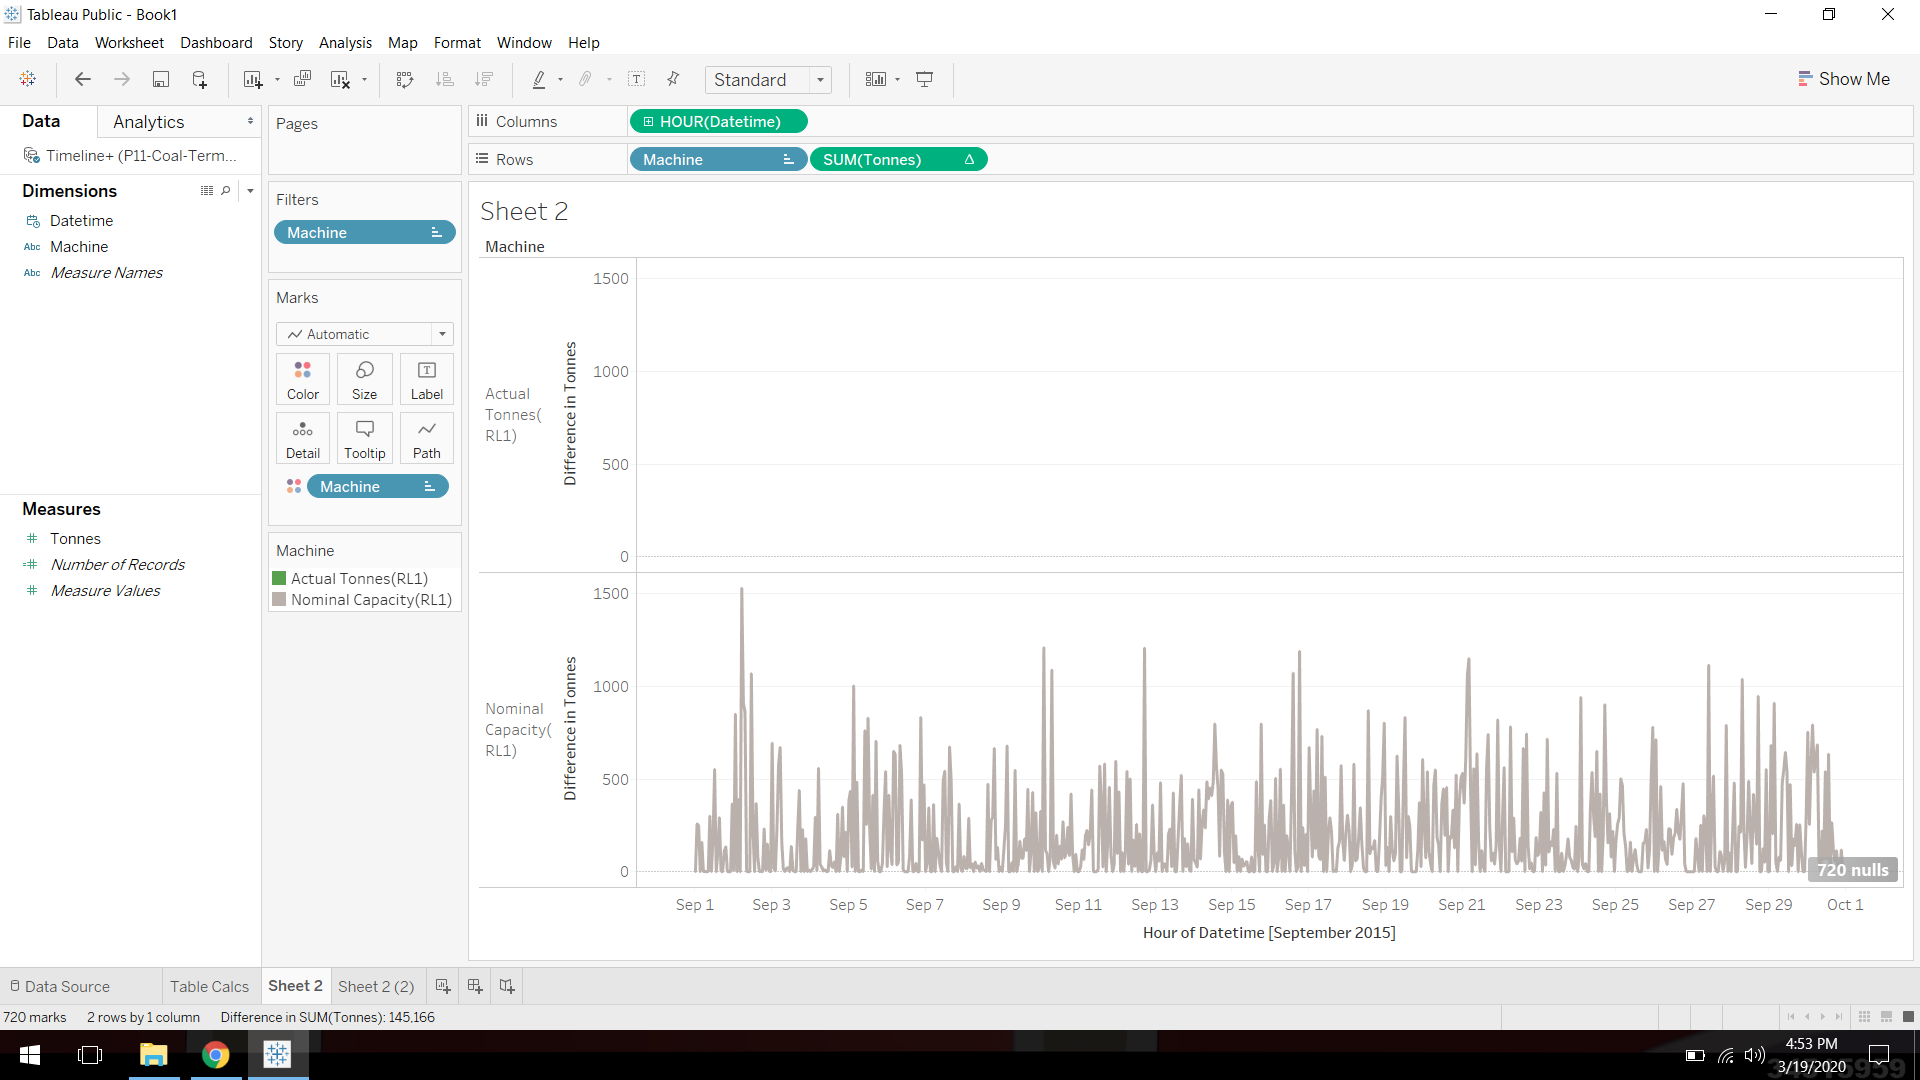 Tableau Public - Book1
File Data Worksheet Dashboard Story Analysis Map Format Window Help
Standard
Show Me
Data Analytics
Timeline+ (P11-Coal-Term...
Dimensions
Datetime
Abc Machine
Abc Measure Names
Measures
Tonnes
Number of Records
Measure Values
Pages
Filters
Machine
Marks
Automatic
Color Size Label
Detail Tooltip Path
Machine
Machine
Actual Tonnes(RL1)
Nominal Capacity(RL1)
Columns HOUR(Datetime)
Rows Machine SUM(Tonnes) Δ
Sheet 2
Machine
Actual
Tonnes(
RL1)
Difference in Tonnes
1500
1000
500
0
Nominal
Capacity(
RL1)
Difference in Tonnes
1500
1000
500
0
720 nulls
Sep 1 Sep 3 Sep 5 Sep 7 Sep 9 Sep 11 Sep 13 Sep 15 Sep 17 Sep 19 Sep 21 Sep 23 Sep 25 Sep 27 Sep 29 Oct 1
Hour of Datetime [September 2015]
Data Source Table Calcs Sheet 2 Sheet 2 (2)
720 marks 2 rows by 1 column Difference in SUM(Tonnes): 145,166
4:53 PM
3/19/2020